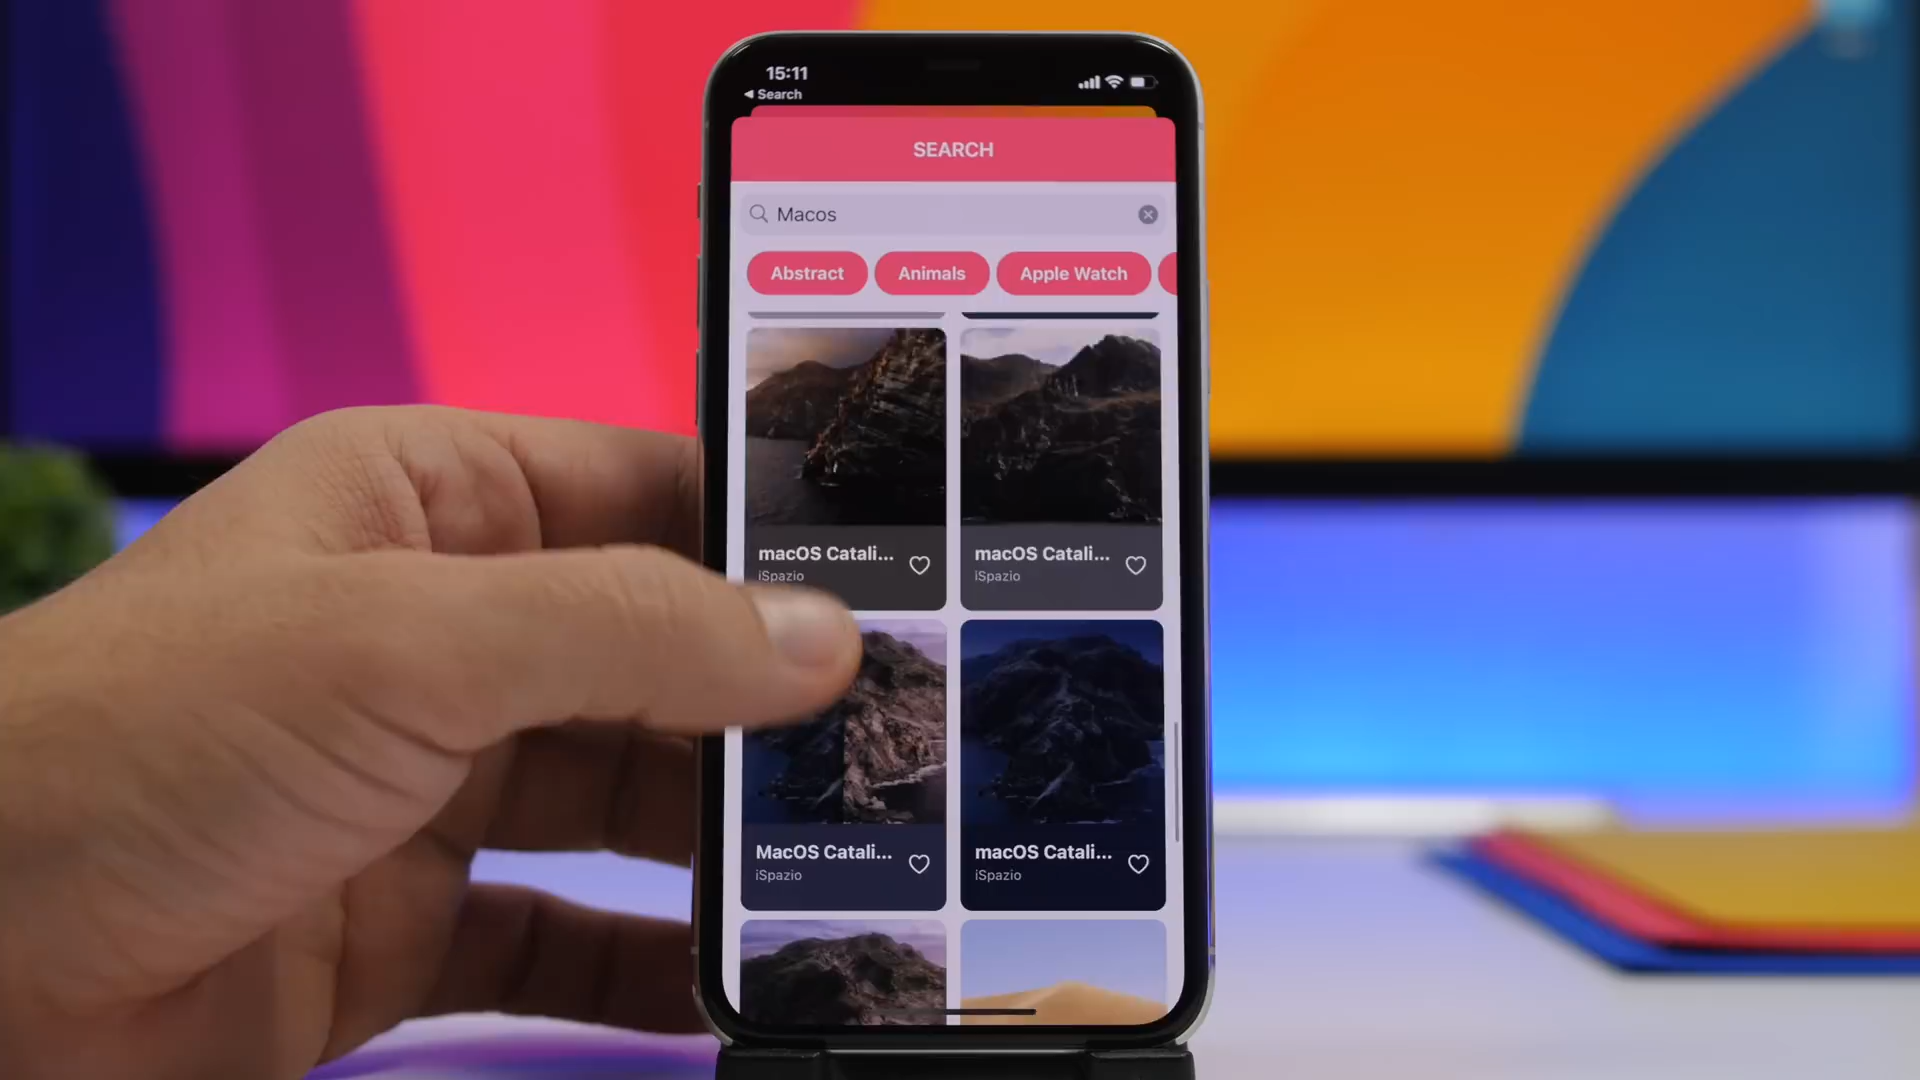 15:11
◀ Search
SEARCH
Macos
Abstract
Animals
Apple Watch
macOS Catali...
iSpazio
macOS Catali...
iSpazio
MacOS Catali...
iSpazio
macOS Catali...
iSpazio